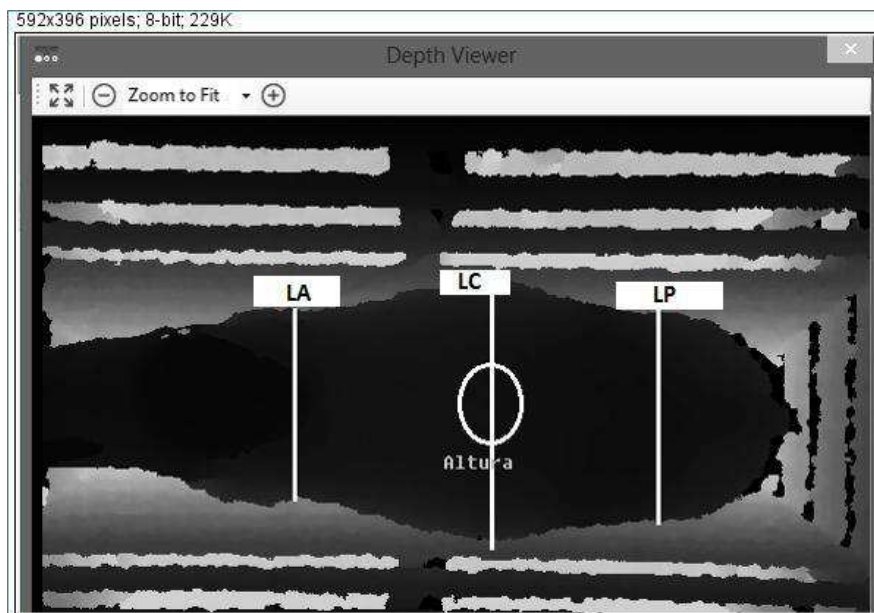 592x396 pixels; 8-bit; 229K
Depth Viewer
Zoom to Fit
LA
LC
LP
Altura